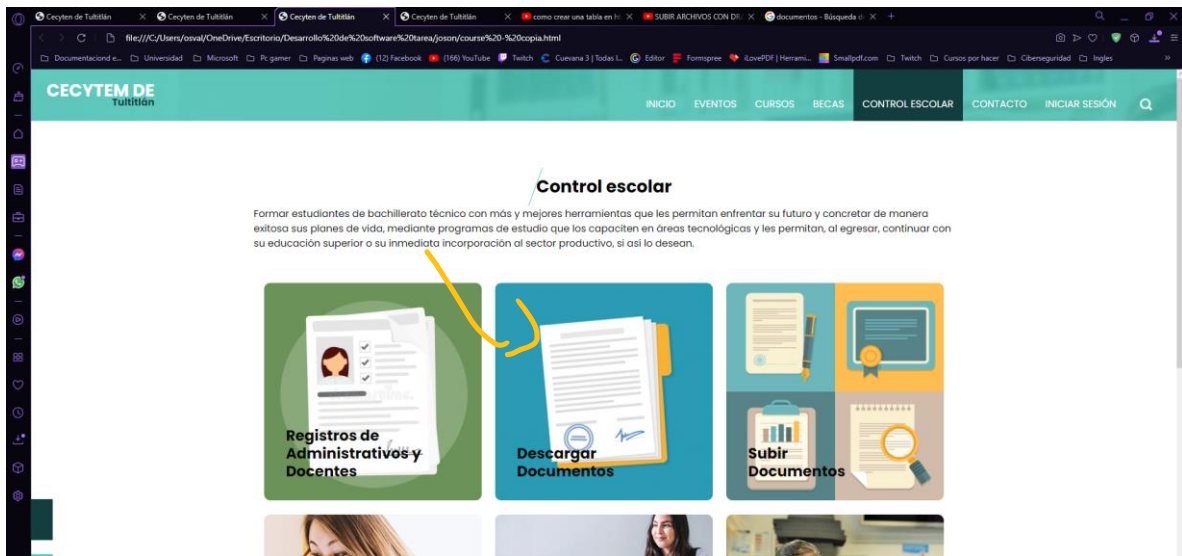 Cecyten de Tultitlán
Cecyten de Tultitlán
Cecyten de Tultitlán
Cecyten de Tultitlán
como crear una tabla en h
SUBIR ARCHIVOS CON DRI
documentos - Búsqueda d
file:///C:/Users/osval/OneDrive/Escritorio/Desarrollo%20de%20software%20tarea/joson/course%20-%20copia.html
Documentaciond e... Universidad Microsoft Pc gamer Paginas web (12) Facebook (166) YouTube Twitch Cuevana 3 | Todas l... Editor Formspree iLovePDF | Herrami... Smallpdf.com Twitch Cursos por hacer Ciberseguridad Ingles
CECYTEM DE
Tultitlán
INICIO EVENTOS CURSOS BECAS CONTROL ESCOLAR CONTACTO INICIAR SESIÓN
Control escolar
Formar estudiantes de bachillerato técnico con más y mejores herramientas que les permitan enfrentar su futuro y concretar de manera
exitosa sus planes de vida, mediante programas de estudio que los capaciten en áreas tecnológicas y les permitan, al egresar, continuar con
su educación superior o su inmediata incorporación al sector productivo, si así lo desean.
Registros de
Administrativos y
Docentes
Descargar
Documentos
Subir
Documentos